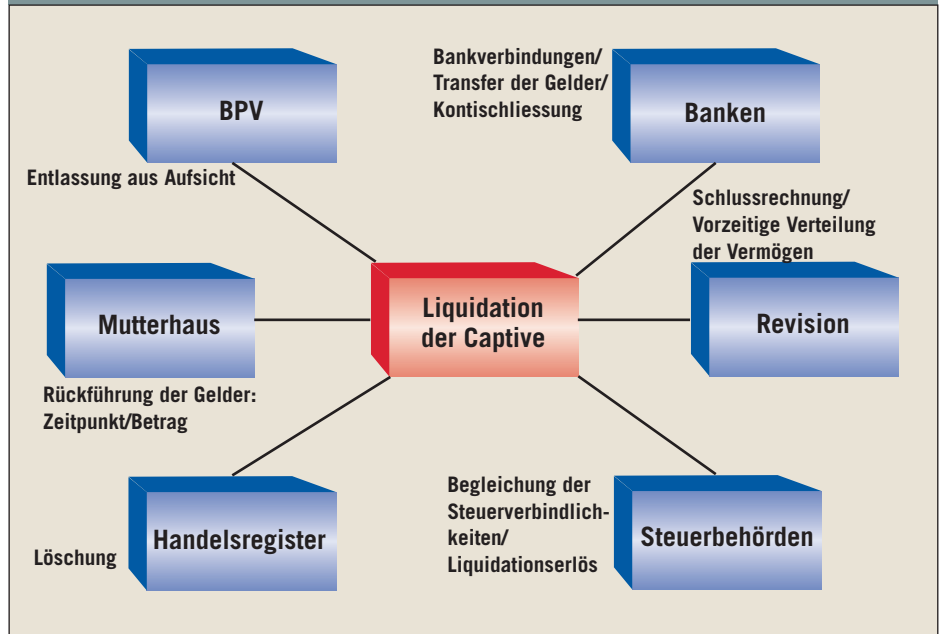 BPV
Entlassung aus Aufsicht
Bankverbindungen/
Transfer der Gelder/
Kontischliessung
Banken
Schlussrechnung/
Vorzeitige Verteilung
der Vermögen
Mutterhaus
Rückführung der Gelder:
Zeitpunkt/Betrag
Liquidation
der Captive
Revision
Löschung
Handelsregister
Begleichung der
Steuerverbindlich-
keiten/
Liquidationserlös
Steuerbehörden